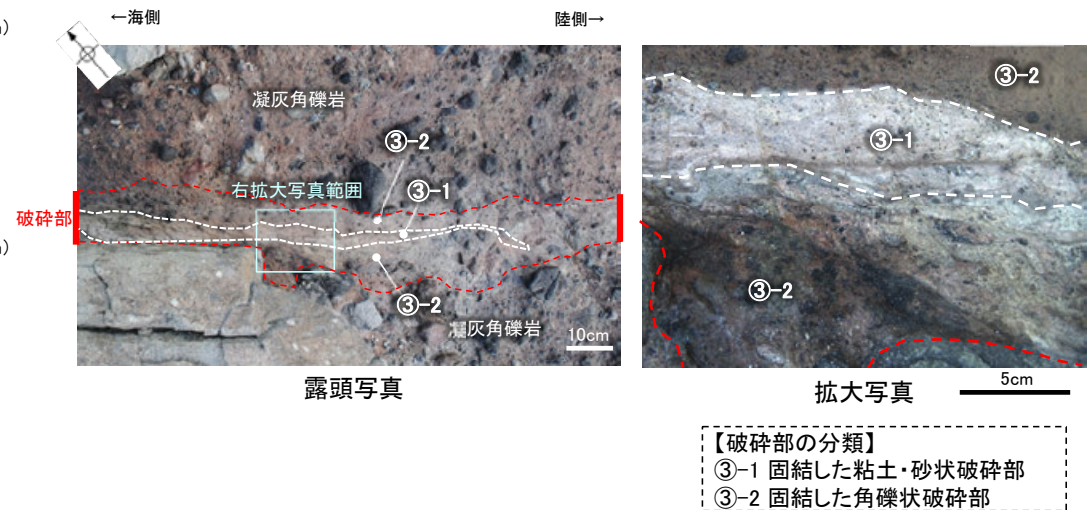 ←海側
陸側→
)
凝灰角礫岩
③-2
③-1
右拡大写真範囲
破砕部
③-2
凝灰角礫岩
10cm
露頭写真
③-2
③-1
③-2
拡大写真
5cm
【破砕部の分類】
③-1 固結した粘土・砂状破砕部
③-2 固結した角礫状破砕部